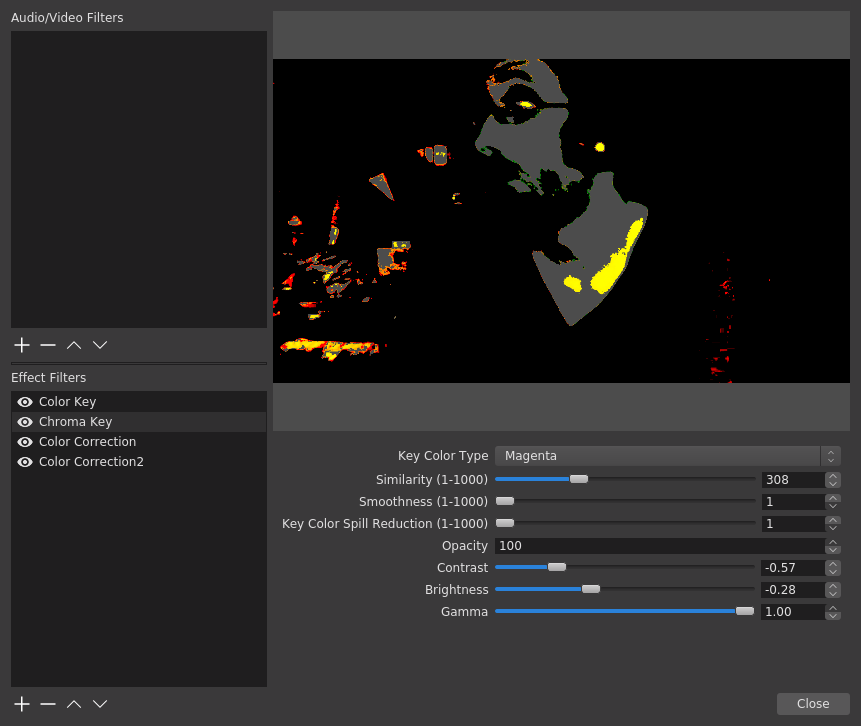 Audio/Video Filters
Effect Filters
Color Key
Chroma Key
Color Correction
Color Correction2
Key Color Type Magenta
Similarity (1-1000) 308
Smoothness (1-1000) 1
Key Color Spill Reduction (1-1000) 1
Opacity 100
Contrast -0.57
Brightness -0.28
Gamma 1.00
Close